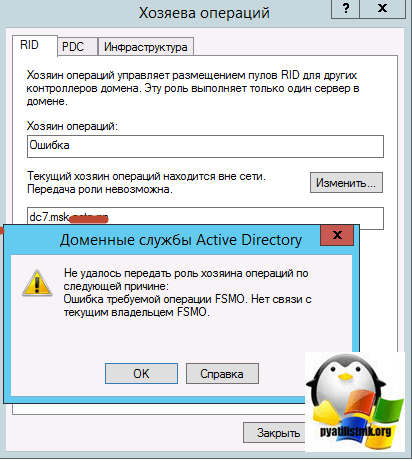 Хозяева операций
? x
RID PDC Инфраструктура
Хозяин операций управляет размещением пулов RID для других
контроллеров домена. Эту роль выполняет только один сервер в
домене.
Хозяин операций:
Ошибка
Текущий хозяин операций находится вне сети.
Передача роли невозможна.
Изменить...
dc7.msk
Доменные службы Active Directory
x
Не удалось передать роль хозяина операций по
следующей причине:
Ошибка требуемой операции FSMO. Нет связи с
текущим владельцем FSMO.
OK Справка
Закрыть
pyatilistnik.org